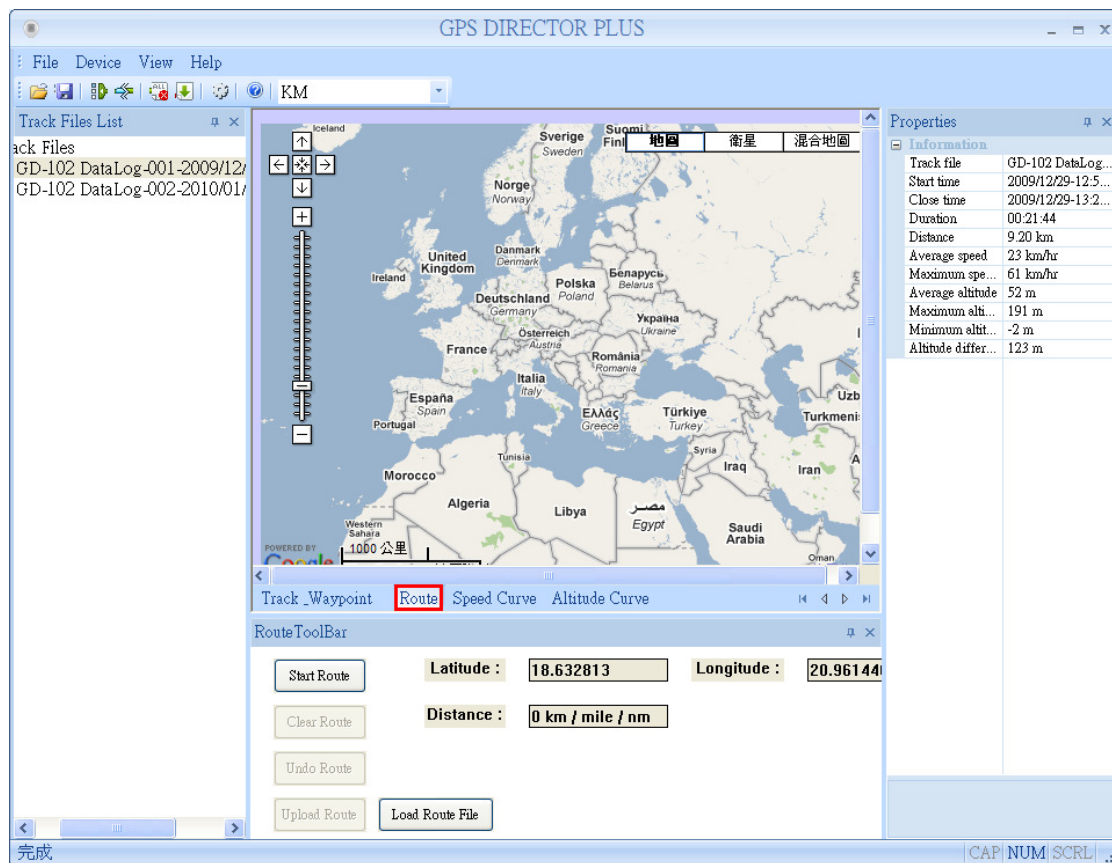 GPS DIRECTOR PLUS
File Device View Help
KM
Track Files List
ack Files
GD-102 DataLog-001-2009/12/
GD-102 DataLog-002-2010/01/
地圖 衛星 混合地圖
Iceland
Sverige
Sweden
Suomi
Finl
Norge
Norway
United
Kingdom
Danmark
Denmark
Ireland
Polska
Poland
Беларусь
Belarus
Deutschland
Germany
Україна
Ukraine
Österreich
Austria
France
România
Romania
Italia
Italy
España
Spain
Ελλάς
Greece
Türkiye
Turkey
Uzb
Turkmeni
Portugal
Tunisia
Syria
Iraq
Iran
A
Morocco
Algeria
Libya
مصر
Egypt
Saudi
Arabia
Oman
Western
Sahara
POWERED BY
Google
1000 公里
Track _Waypoint Route Speed Curve Altitude Curve
RouteToolBar
Start Route
Latitude : 18.632813 Longitude : 20.961440
Clear Route
Distance : 0 km / mile / nm
Undo Route
Upload Route Load Route File
Properties
Information
Track file GD-102 DataLog...
Start time 2009/12/29-12:5...
Close time 2009/12/29-13:2...
Duration 00:21:44
Distance 9.20 km
Average speed 23 km/hr
Maximum spe... 61 km/hr
Average altitude 52 m
Maximum alti... 191 m
Minimum altit... -2 m
Altitude differ... 123 m
完成
CAP NUM SCRL